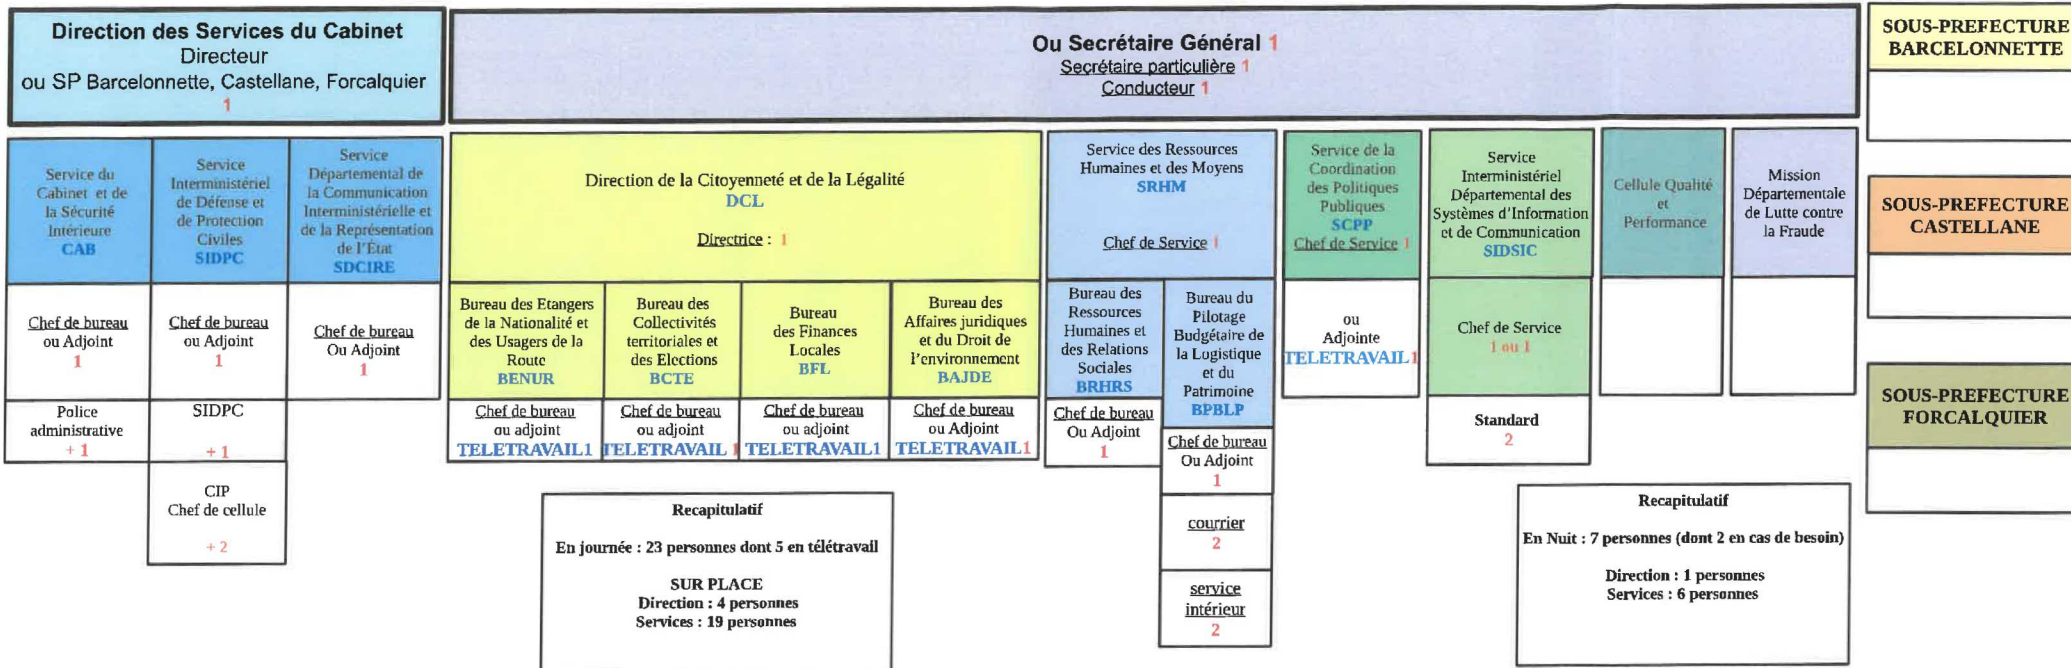 Direction des Services du Cabinet
Directeur
ou SP Barcelonnette, Castellane, Forcalquier
1
Ou Secrétaire Général 1
Secrétaire particulière 1
Conducteur 1
SOUS-PREFECTURE
BARCELONNETTE
Service du
Cabinet et de
la Sécurité
Intérieure
CAB
Service
Interministériel
de Défense et
de Protection
Civiles
SIDPC
Service
Départemental de
la Communication
Interministérielle et
de la Représentation
de l'État
SDCIRE
Direction de la Citoyenneté et de la Légalité
DCL
Directrice : 1
Service des Ressources
Humaines et des Moyens
SRHM
Chef de Service 1
Service de la
Coordination
des Politiques
Publiques
SCPP
Chef de Service 1
Service
Interministériel
Départemental des
Systèmes d'Information
et de Communication
SIDSIC
Cellule Qualité
et
Performance
Mission
Départementale
de Lutte contre
la Fraude
SOUS-PREFECTURE
CASTELLANE
Chef de bureau
ou Adjoint
1
Chef de bureau
ou Adjoint
1
Chef de bureau
Ou Adjoint
1
Bureau des Etangers
de la Nationalité et
des Usagers de la
Route
BENUR
Bureau des
Collectivités
territoriales et
des Elections
BCTE
Bureau
des Finances
Locales
BFL
Bureau des
Affaires juridiques
et du Droit de
l'environnement
BAJDE
Bureau des
Ressources
Humaines et
des Relations
Sociales
BRHRS
Bureau du
Pilotage
Budgétaire de
la Logistique
et du
Patrimoine
BPBLP
ou
Adjointe
TELETRAVAIL1
Chef de Service
1 ou 1
SOUS-PREFECTURE
FORCALQUIER
Police
administrative
+ 1
SIDPC
+ 1
CIP
Chef de cellule
+ 2
Chef de bureau
ou adjoint
TELETRAVAIL1
Chef de bureau
ou adjoint
TELETRAVAIL 1
Chef de bureau
ou adjoint
TELETRAVAIL1
Chef de bureau
ou Adjoint
TELETRAVAIL1
Chef de bureau
Ou Adjoint
1
Chef de bureau
Ou Adjoint
1
courrier
2
service
intérieur
2
Standard
2
Recapitulatif
En journée : 23 personnes dont 5 en télétravail
SUR PLACE
Direction : 4 personnes
Services : 19 personnes
Recapitulatif
En Nuit : 7 personnes (dont 2 en cas de besoin)
Direction : 1 personnes
Services : 6 personnes